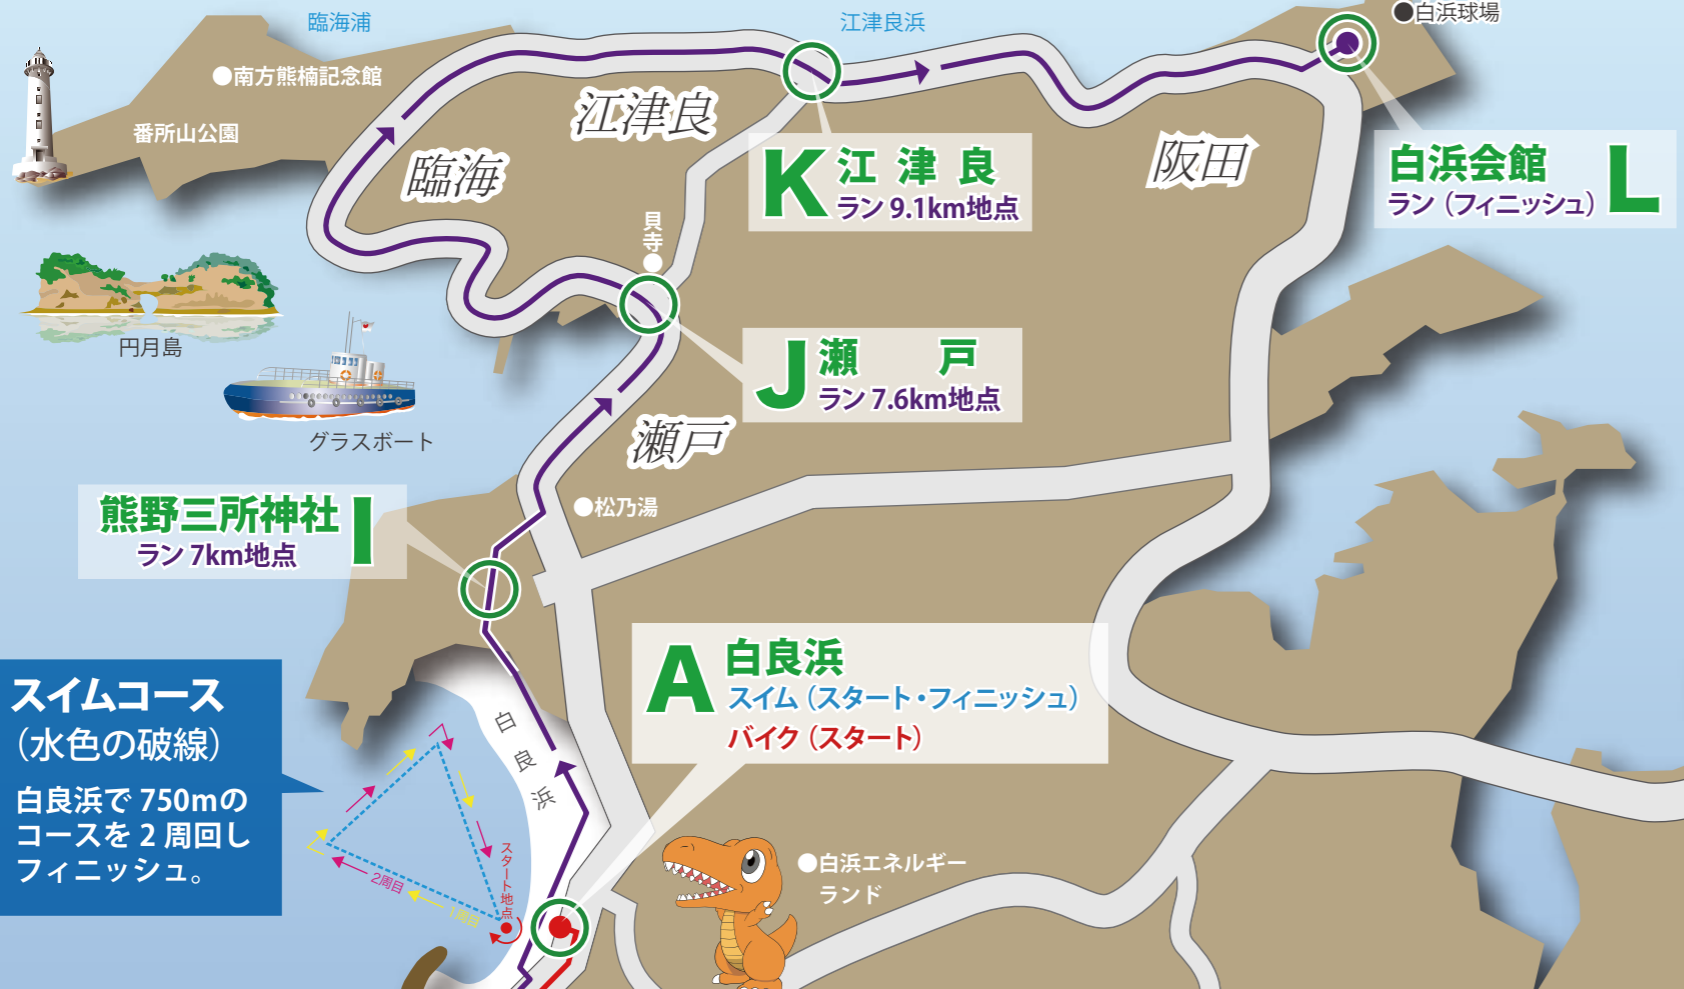 臨海浦
江津良浜
●白浜球場
●南方熊楠記念館
番所山公園
江津良
臨海
阪田
K 江津良
ラン 9.1km地点
白浜会館 L
ラン（フィニッシュ）
貝寺
円月島
J 瀬戸
ラン 7.6km地点
グラスボート
瀬戸
熊野三所神社 I
ラン 7km地点
●松乃湯
A 白良浜
スイム（スタート・フィニッシュ）
バイク（スタート）
スイムコース
（水色の破線）
白良浜で 750mの
コースを 2 周回し
フィニッシュ。
白良浜
スタート地点
2周目
1周目
●白浜エネルギー
ランド